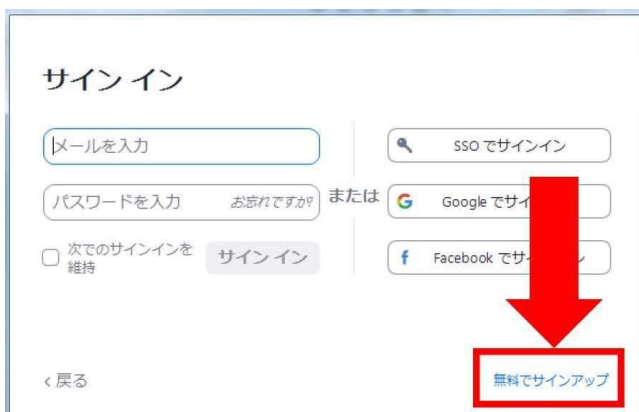 サイン イン
メールを入力
パスワードを入力 お忘れですか?
次でのサインインを
維持
サイン イン
または
SSO でサインイン
Google でサ
Facebook でサ ン
< 戻る
無料でサインアップ